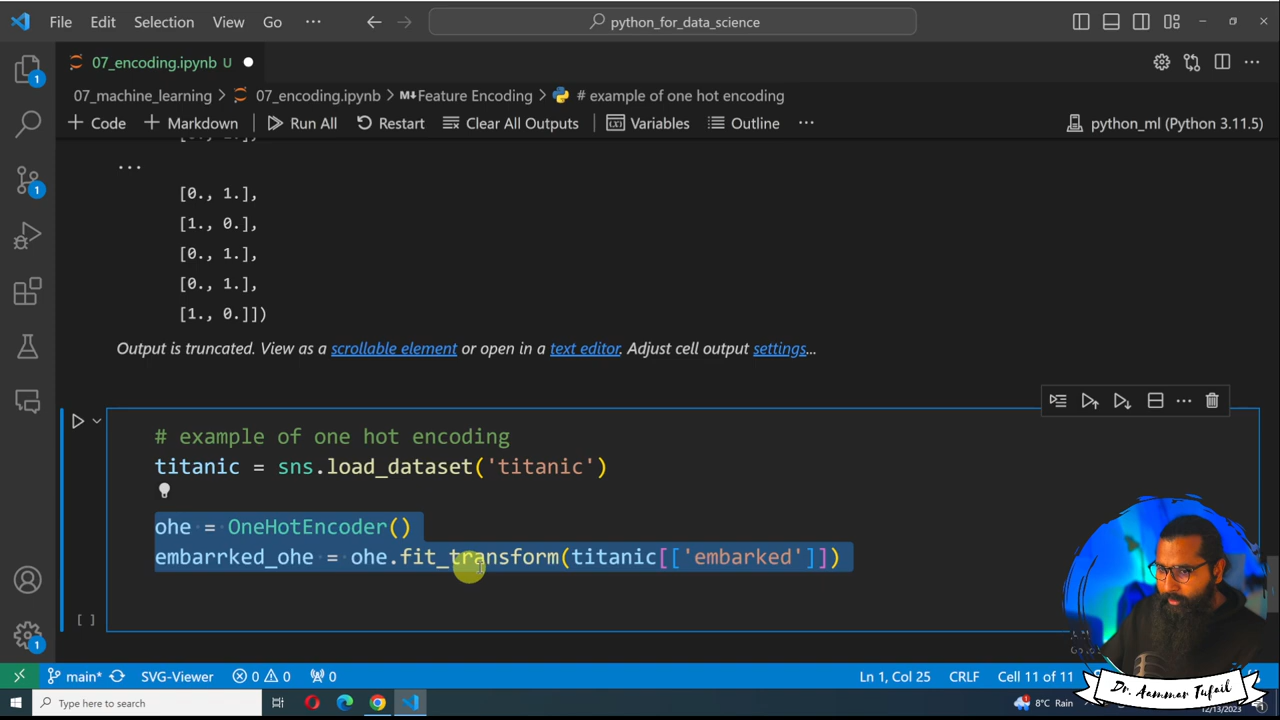 File Edit Selection View Go ··· python_for_data_science
07_encoding.ipynb U
07_machine_learning > 07_encoding.ipynb > M↓Feature Encoding > # example of one hot encoding
+ Code + Markdown Run All Restart Clear All Outputs Variables Outline ··· python_ml (Python 3.11.5)
...
[0., 1.],
[1., 0.],
[0., 1.],
[0., 1.],
[1., 0.]])
Output is truncated. View as a scrollable element or open in a text editor. Adjust cell output settings...
# example of one hot encoding
titanic = sns.load_dataset('titanic')
ohe = OneHotEncoder()
embarrked_ohe = ohe.fit_transform(titanic[['embarked']])
[ ]
1
1
1
main* SVG-Viewer 0 0 0 Ln 1, Col 25 CRLF Cell 11 of 11
Type here to search 8°C Rain
12/13/2023
Dr. Aammar Tufail